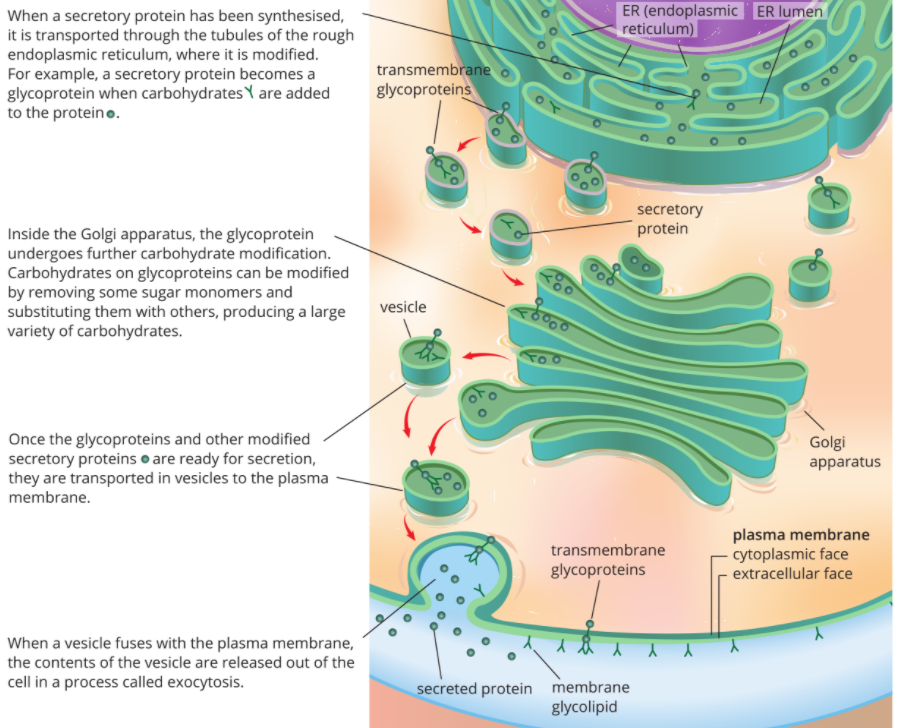 When a secretory protein has been synthesised,
it is transported through the tubules of the rough
endoplasmic reticulum, where it is modified.
For example, a secretory protein becomes a
glycoprotein when carbohydrates are added
to the protein .
ER (endoplasmic
reticulum)
ER lumen
transmembrane
glycoproteins
secretory
protein
Inside the Golgi apparatus, the glycoprotein
undergoes further carbohydrate modification.
Carbohydrates on glycoproteins can be modified
by removing some sugar monomers and
substituting them with others, producing a large
variety of carbohydrates.
vesicle
Golgi
apparatus
Once the glycoproteins and other modified
secretory proteins are ready for secretion,
they are transported in vesicles to the plasma
membrane.
plasma membrane
cytoplasmic face
extracellular face
transmembrane
glycoproteins
When a vesicle fuses with the plasma membrane,
the contents of the vesicle are released out of the
cell in a process called exocytosis.
secreted protein
membrane
glycolipid